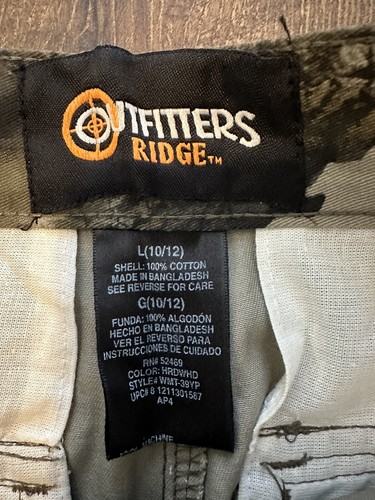 OUTFITTERS
RIDGE™
L(10/12)
SHELL: 100% COTTON
MADE IN BANGLADESH
SEE REVERSE FOR CARE
G(10/12)
FUNDA: 100% ALGODÓN
HECHO EN BANGLADESH
VER EL REVERSO PARA
INSTRUCCIONES DE CUIDADO
RN# 52469
COLOR: HRDWHD
STYLE# WMT-39YP
UPC# 8 1211301587
AP4